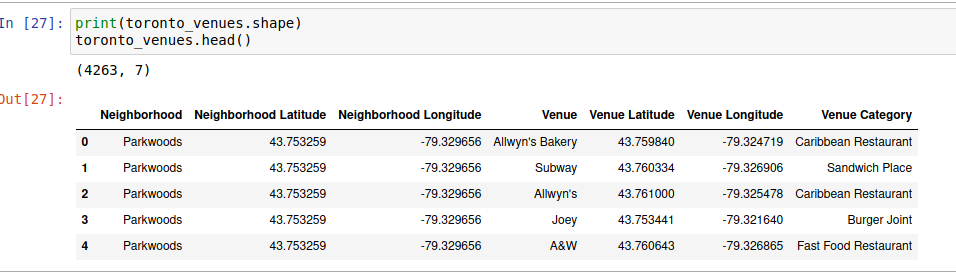 In [27]: print(toronto_venues.shape)
toronto_venues.head()
(4263, 7)
Out[27]:
Neighborhood Neighborhood Latitude Neighborhood Longitude Venue Venue Latitude Venue Longitude Venue Category
0 Parkwoods 43.753259 -79.329656 Allwyn's Bakery 43.759840 -79.324719 Caribbean Restaurant
1 Parkwoods 43.753259 -79.329656 Subway 43.760334 -79.326906 Sandwich Place
2 Parkwoods 43.753259 -79.329656 Allwyn's 43.761000 -79.325478 Caribbean Restaurant
3 Parkwoods 43.753259 -79.329656 Joey 43.753441 -79.321640 Burger Joint
4 Parkwoods 43.753259 -79.329656 A&W 43.760643 -79.326865 Fast Food Restaurant